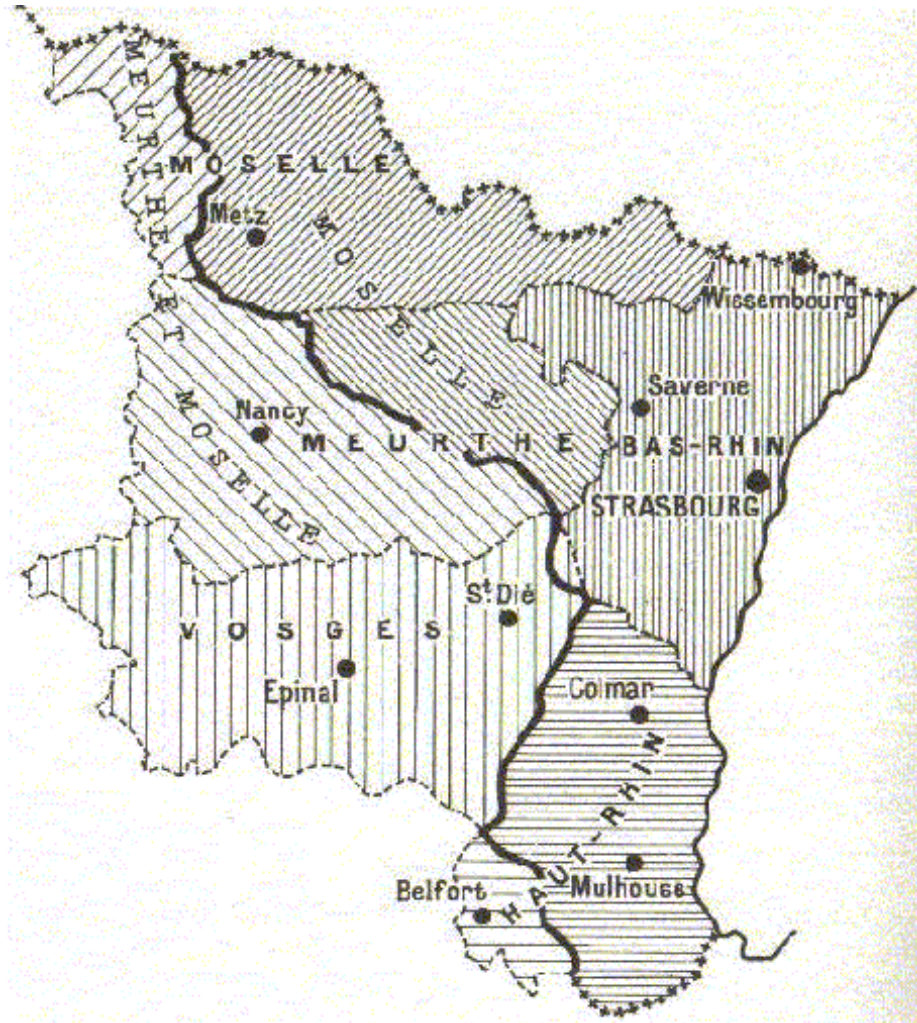 MEURTHE ET MOSELLE
MOSELLE
Metz
MOSELLE
Wissembourg
Saverne
Nancy
MEURTHE
BAS-RHIN
STRASBOURG
St Dié
VOSGES
Epinal
Colmar
HAUT-RHIN
Belfort
Mulhouse